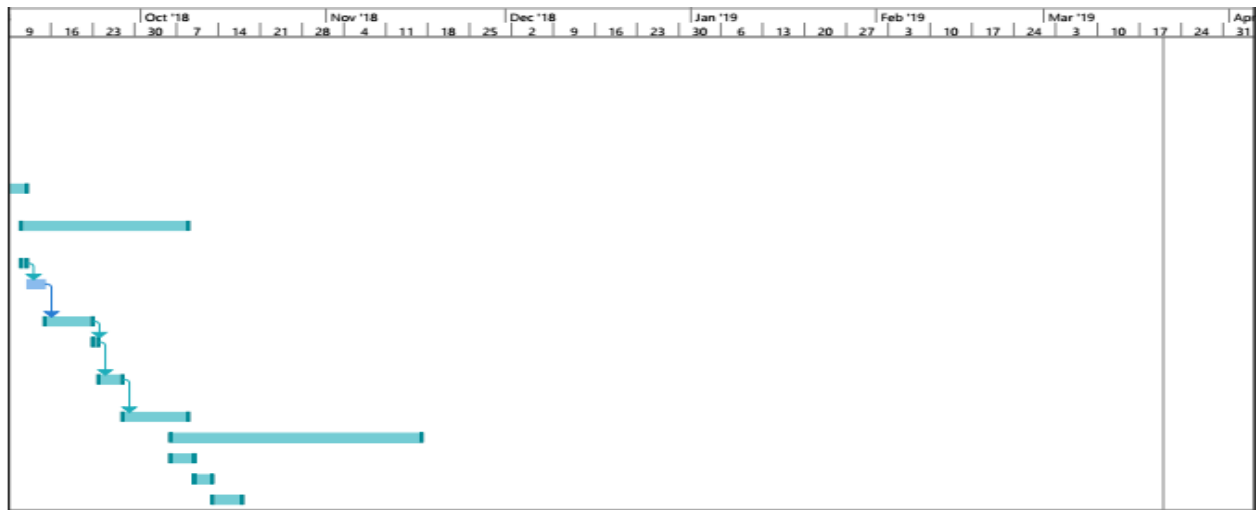 Oct '18 Nov '18 Dec '18 Jan '19 Feb '19 Mar '19 Apr
9 16 23 30 7 14 21 28 4 11 18 25 2 9 16 23 30 6 13 20 27 3 10 17 24 3 10 17 24 31